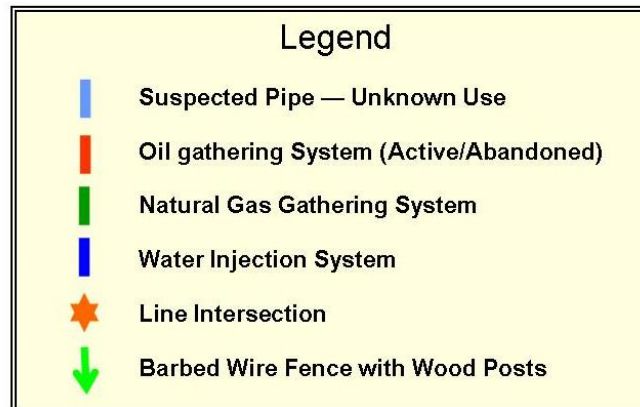 Legend
Suspected Pipe — Unknown Use
Oil gathering System (Active/Abandoned)
Natural Gas Gathering System
Water Injection System
Line Intersection
Barbed Wire Fence with Wood Posts